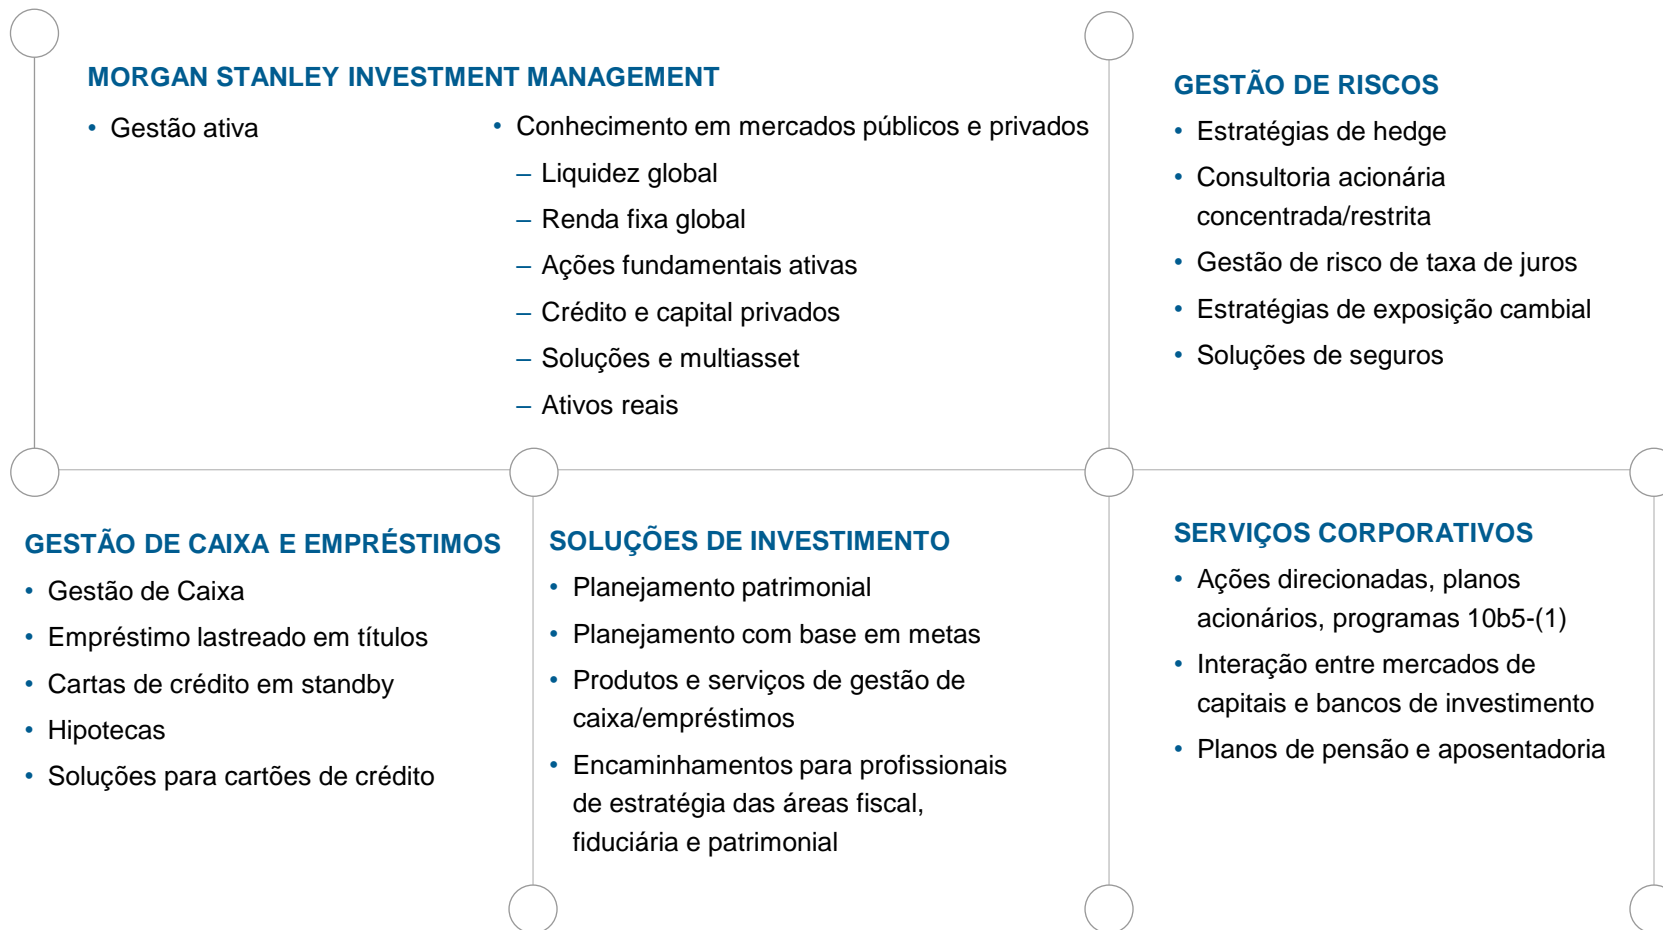 MORGAN STANLEY INVESTMENT MANAGEMENT
• Gestão ativa
• Conhecimento em mercados públicos e privados
– Liquidez global
– Renda fixa global
– Ações fundamentais ativas
– Crédito e capital privados
– Soluções e multiasset
– Ativos reais
GESTÃO DE RISCOS
• Estratégias de hedge
• Consultoria acionária
concentrada/restrita
• Gestão de risco de taxa de juros
• Estratégias de exposição cambial
• Soluções de seguros
GESTÃO DE CAIXA E EMPRÉSTIMOS
• Gestão de Caixa
• Empréstimo lastreado em títulos
• Cartas de crédito em standby
• Hipotecas
• Soluções para cartões de crédito
SOLUÇÕES DE INVESTIMENTO
• Planejamento patrimonial
• Planejamento com base em metas
• Produtos e serviços de gestão de
caixa/empréstimos
• Encaminhamentos para profissionais
de estratégia das áreas fiscal,
fiduciária e patrimonial
SERVIÇOS CORPORATIVOS
• Ações direcionadas, planos
acionários, programas 10b5-(1)
• Interação entre mercados de
capitais e bancos de investimento
• Planos de pensão e aposentadoria